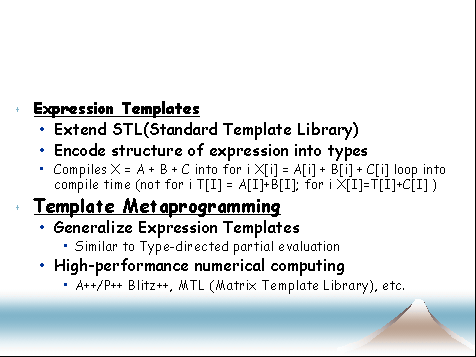 Expression Templates
Extend STL(Standard Template Library)
Encode structure of expression into types
Compiles X = A + B + C into for i X[i] = A[i] + B[i] + C[i] loop into
compile time (not for i T[I] = A[I]+B[I]; for i X[I]=T[I]+C[I] )
Template Metaprogramming
Generalize Expression Templates
Similar to Type-directed partial evaluation
High-performance numerical computing
A++/P++ Blitz++, MTL (Matrix Template Library), etc.